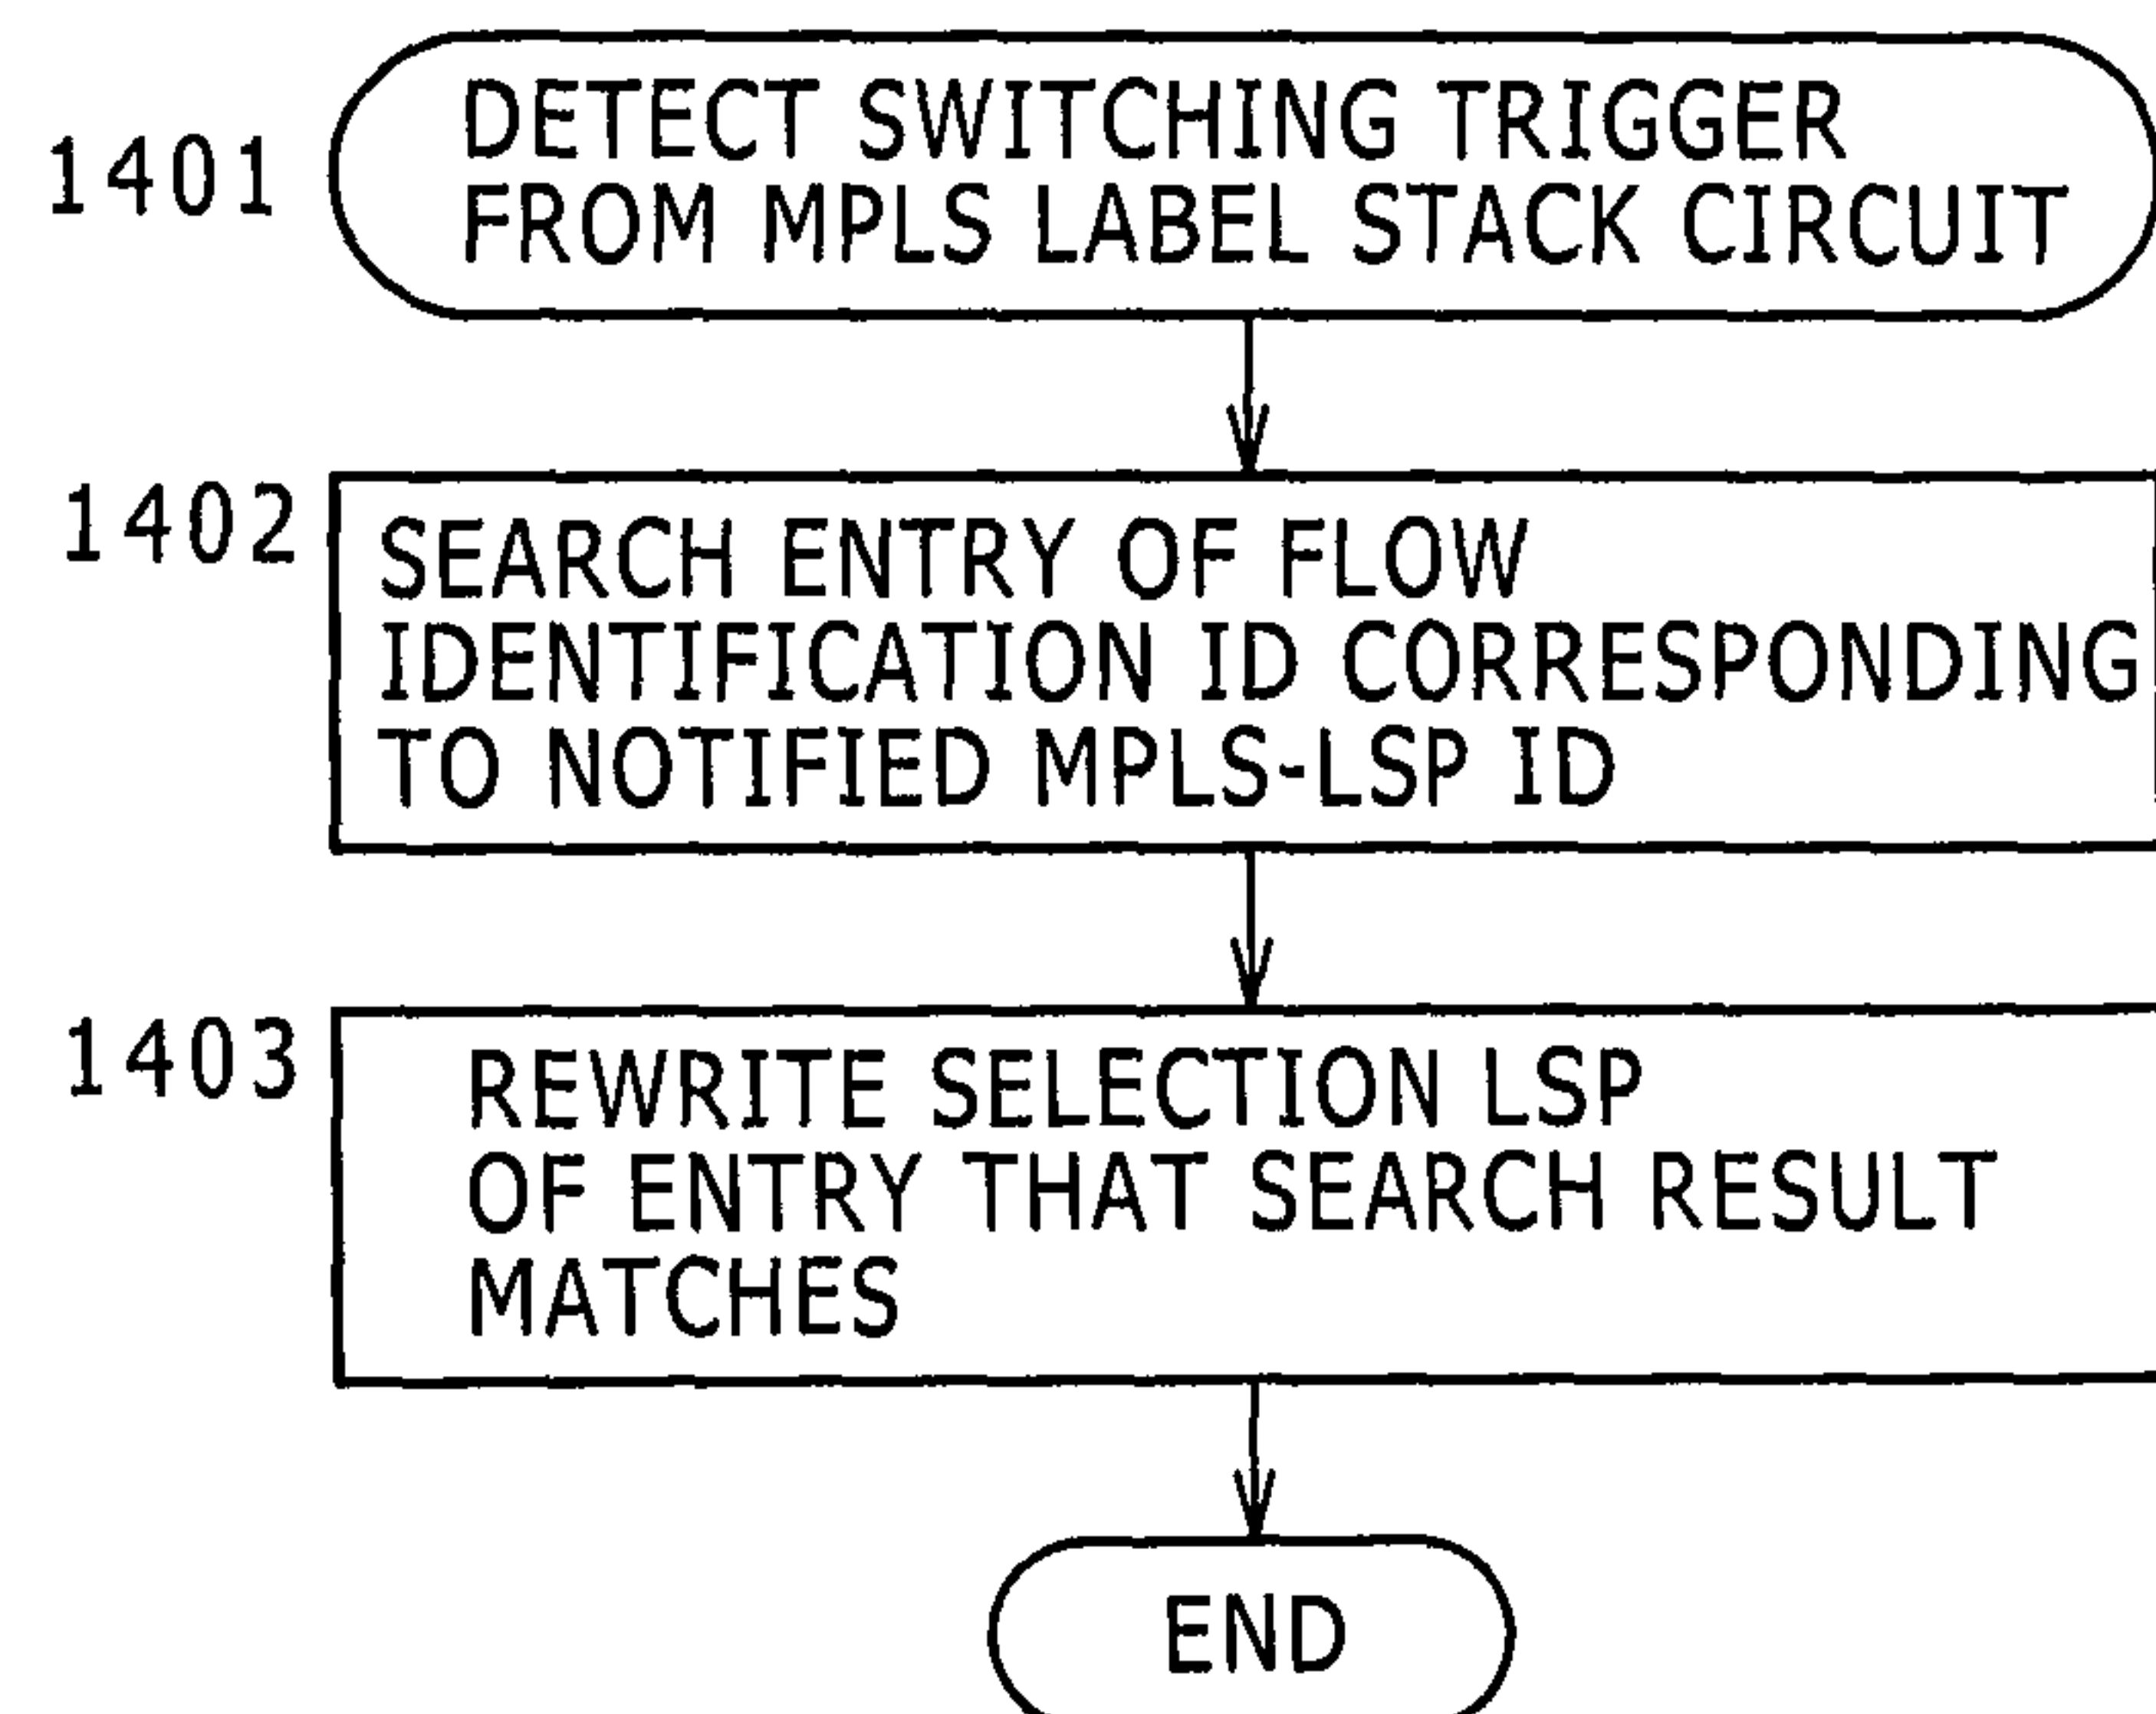 1401
DETECT SWITCHING TRIGGER
FROM MPLS LABEL STACK CIRCUIT
1402
SEARCH ENTRY OF FLOW
IDENTIFICATION ID CORRESPONDING
TO NOTIFIED MPLS-LSP ID
1403
REWRITE SELECTION LSP
OF ENTRY THAT SEARCH RESULT
MATCHES
END